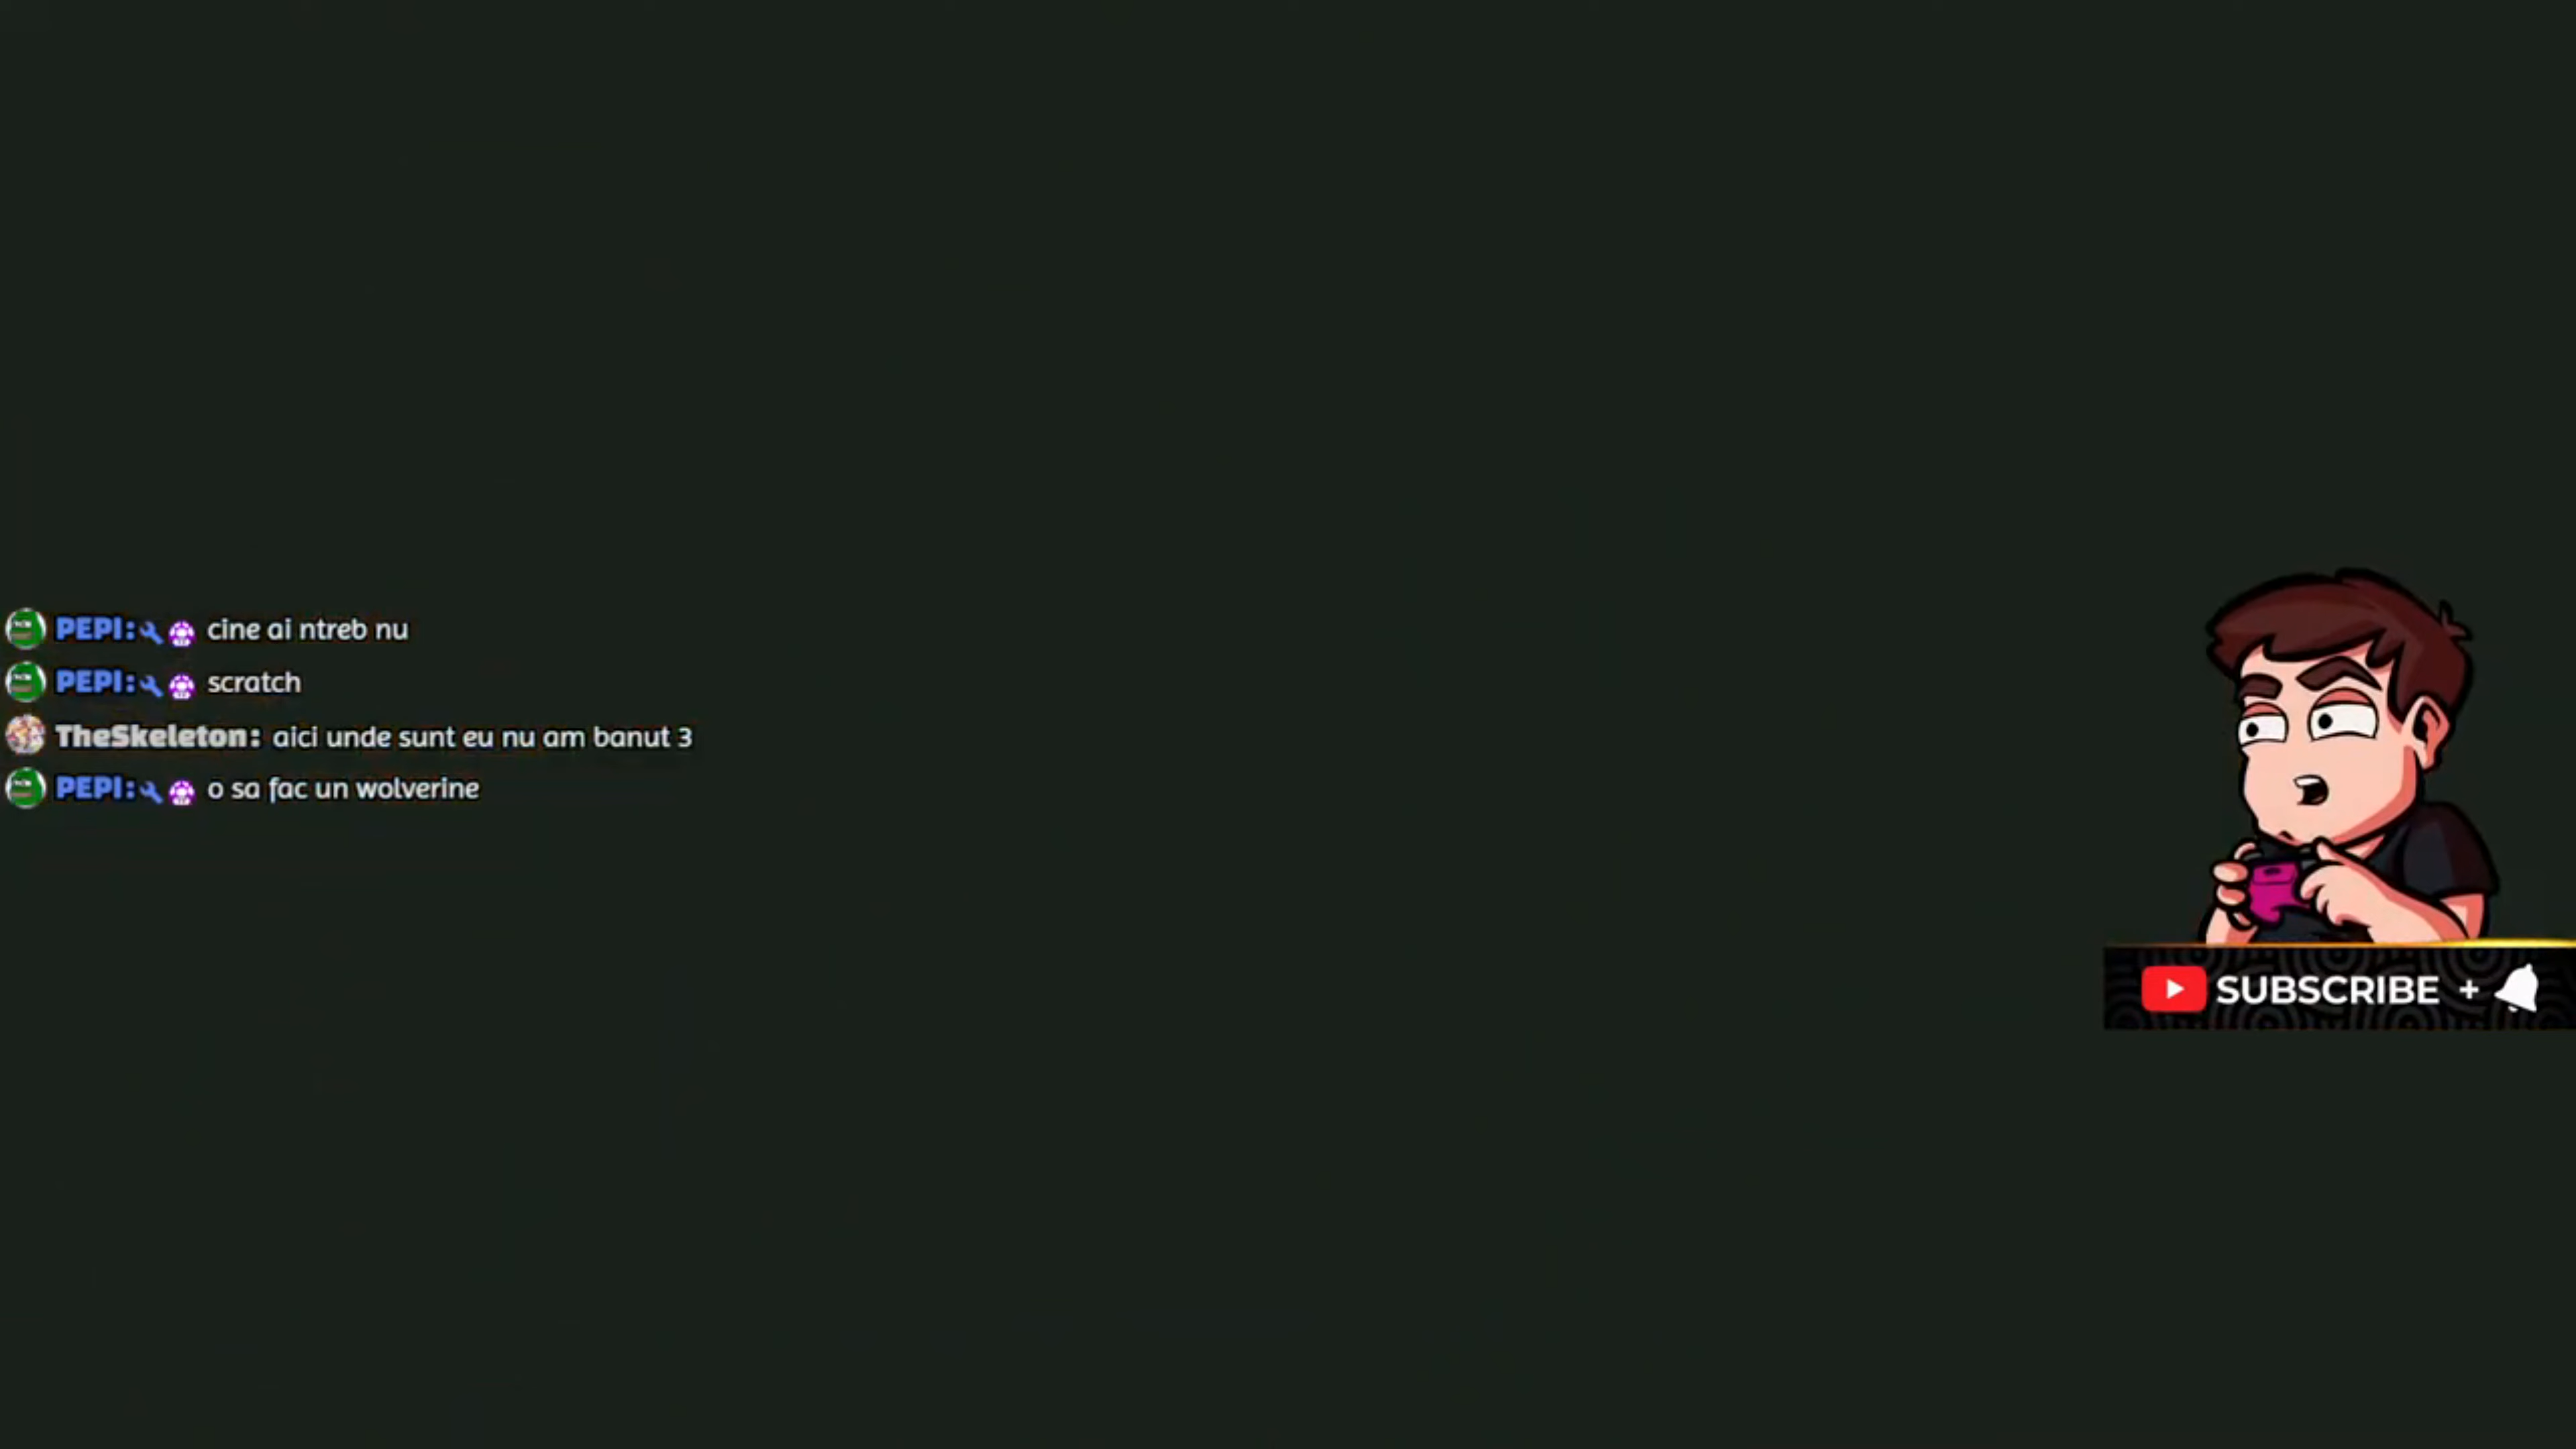 PEPI: cine ai ntreb nu
PEPI: scratch
TheSkeleton: aici unde sunt eu nu am banut 3
PEPI: o sa fac un wolverine
SUBSCRIBE +